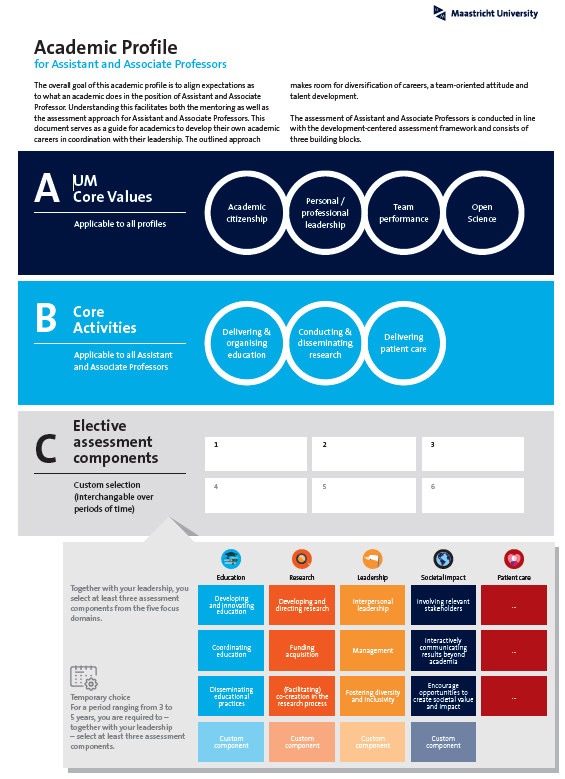 Maastricht University
Academic Profile
for Assistant and Associate Professors
The overall goal of this academic profile is to align expectations as
to what an academic does in the position of Assistant and Associate
Professor. Understanding this facilitates both the mentoring as well as
the assessment approach for Assistant and Associate Professors. This
document serves as a guide for academics to develop their own academic
careers in coordination with their leadership. The outlined approach
makes room for diversification of careers, a team-oriented attitude and
talent development.
The assessment of Assistant and Associate Professors is conducted in line
with the development-centered assessment framework and consists of
three building blocks.
A
UM
Core Values
Applicable to all profiles
Academic
citizenship
Personal /
professional
leadership
Team
performance
Open
Science
B
Core
Activities
Applicable to all Assistant
and Associate Professors
Delivering &
organising
education
Conducting &
disseminating
research
Delivering
patient care
C
Elective
assessment
components
Custom selection
(interchangable over
periods of time)
1
2
3
4
5
6
Together with your leadership, you
select at least three assessment
components from the five focus
domains.
Temporary choice
For a period ranging from 3 to
5 years, you are required to –
together with your leadership
– select at least three assessment
components.
Education
Research
Leadership
Societal impact
Patient care
Developing
and innovating
education
Developing and
directing research
Interpersonal
leadership
Involving relevant
stakeholders
...
Coordinating
education
Funding
acquisition
Management
Interactively
communicating
results beyond
academia
...
Disseminating
educational
practices
(Facilitating)
co-creation in the
research process
Fostering diversity
and inclusivity
Encourage
opportunities to
create societal value
and impact
...
Custom
component
Custom
component
Custom
component
Custom
component